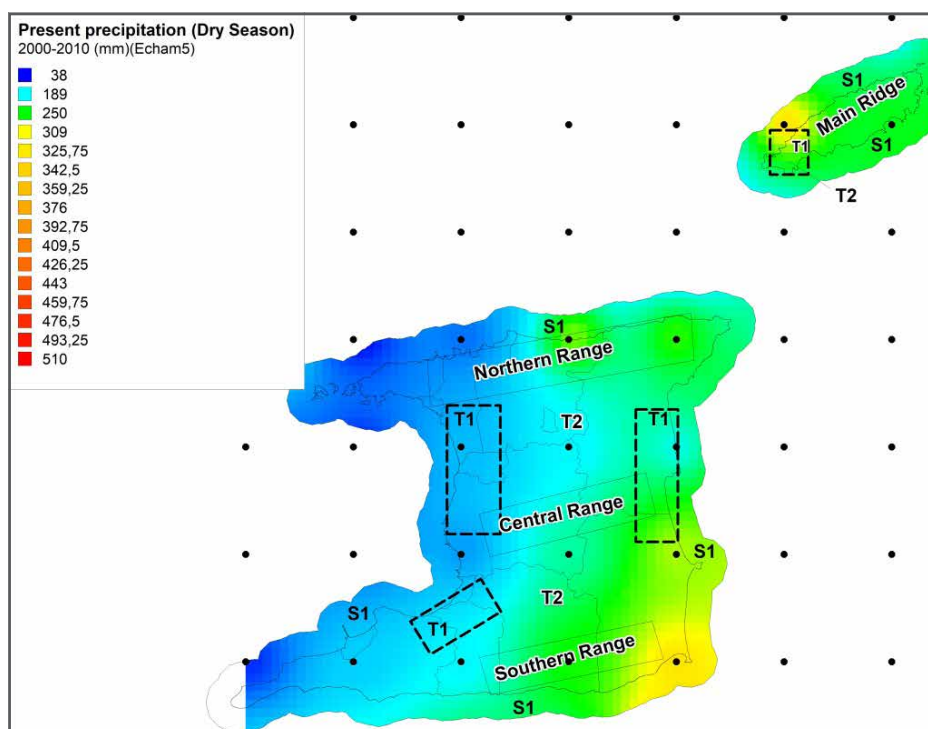 Present precipitation (Dry Season)
2000-2010 (mm)(Echam5)
38
189
250
309
325,75
342,5
359,25
376
392,75
409,5
426,25
443
459,75
476,5
493,25
510
S1
Main Ridge
T1
S1
T2
S1
Northern Range
T1
T2
T1
Central Range
S1
T2
S1
T1
Southern Range
S1